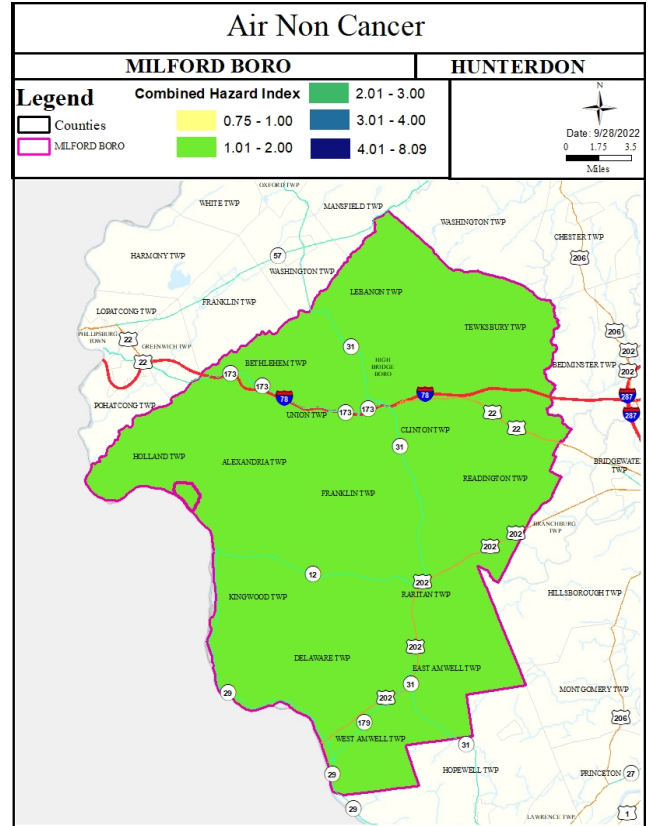 Air Non Cancer
MILFORD BORO
HUNTERDON
Legend
Counties
MILFORD BORO
Combined Hazard Index
0.75 - 1.00
1.01 - 2.00
2.01 - 3.00
3.01 - 4.00
4.01 - 8.09
N
Date: 9/28/2022
0 1.75 3.5
Miles
OXFORD TWP
WHITE TWP
MANSFIELD TWP
WASHINGTON TWP
CHESTER TWP
206
HARMONY TWP
57
WASHINGTON TWP
LEBANON TWP
FRANKLIN TWP
LOPATCONG TWP
TEWKSBURY TWP
PHILLIPSBURG
TOWN
22
GREENWICH TWP
22
31
206
202
BETHLEHEM TWP
HIGH
BRIDGE
BORO
BEDMINSTER TWP
202
173
173
78
78
287
POHATCONG TWP
UNION TWP
173
173
22
22
287
CLINTON TWP
31
HOLLAND TWP
ALEXANDRIA TWP
BRIDGEWATE
TWP
READINGTON TWP
FRANKLIN TWP
BRANCHBURG
TWP
202
202
12
202
KINGWOOD TWP
RARITAN TWP
HILLSBOROUGH TWP
202
DELAWARE TWP
EAST AMWELL TWP
31
29
202
MONTGOMERY TWP
206
179
WEST AMWELL TWP
31
29
HOPEWELL TWP
PRINCETON
27
29
LAWRENCE TWP
1